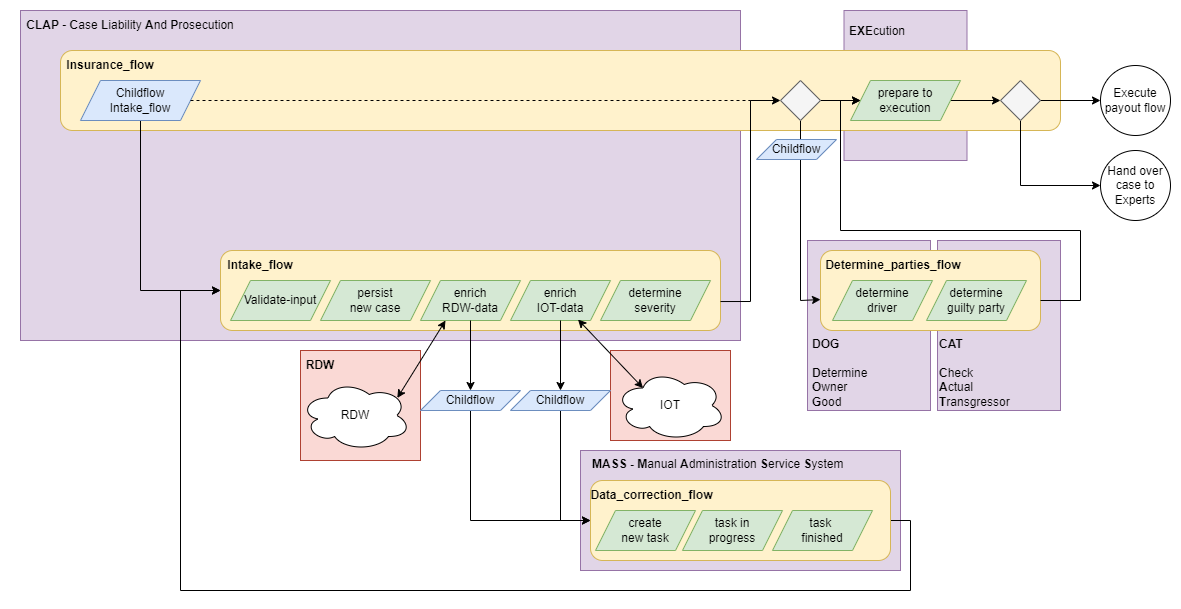 CLAP - Case Liability And Prosecution
EXEcution
Insurance_flow
Childflow
Intake_flow
prepare to
execution
Execute
payout flow
Childflow
Hand over
case to
Experts
Intake_flow
Validate-input
persist
new case
enrich
RDW-data
enrich
IOT-data
determine
severity
Determine_parties_flow
determine
driver
determine
guilty party
DOG
Determine
Owner
Good
CAT
Check
Actual
Transgressor
RDW
RDW
Childflow
Childflow
IOT
MASS - Manual Administration Service System
Data_correction_flow
create
new task
task in
progress
task
finished